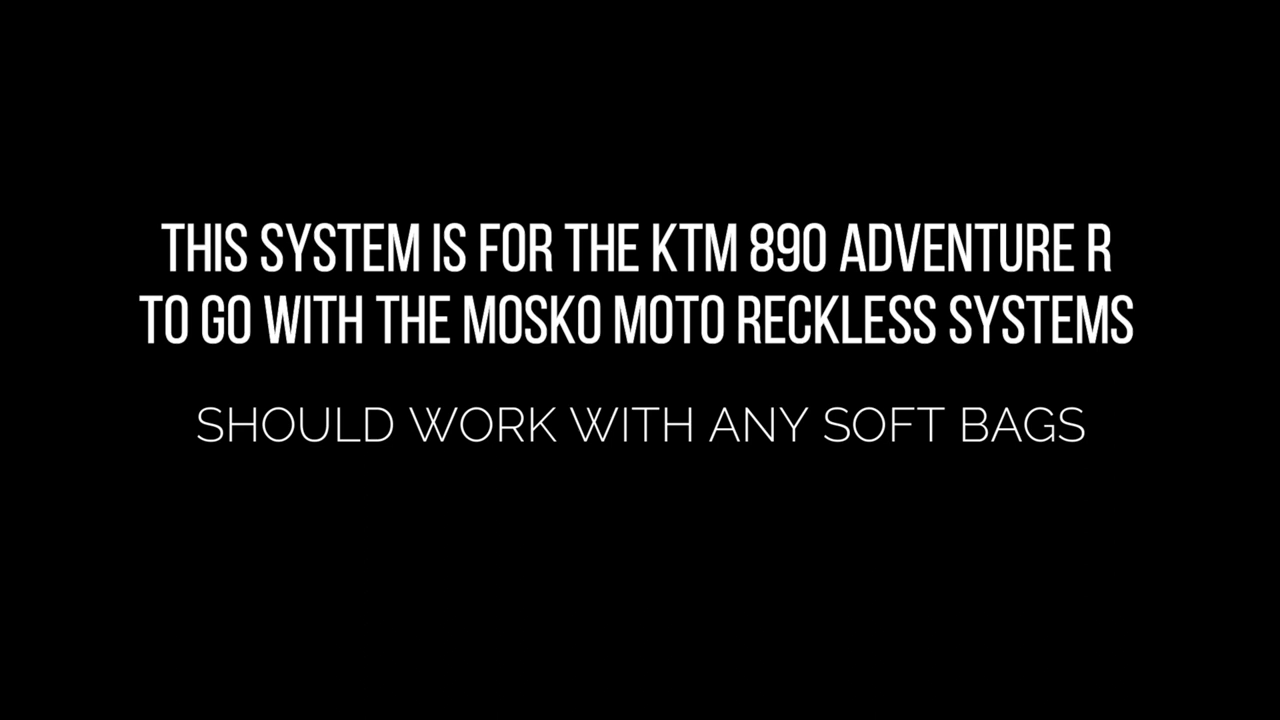 THIS SYSTEM IS FOR THE KTM 890 ADVENTURE R
TO GO WITH THE MOSKO MOTO RECKLESS SYSTEMS
SHOULD WORK WITH ANY SOFT BAGS